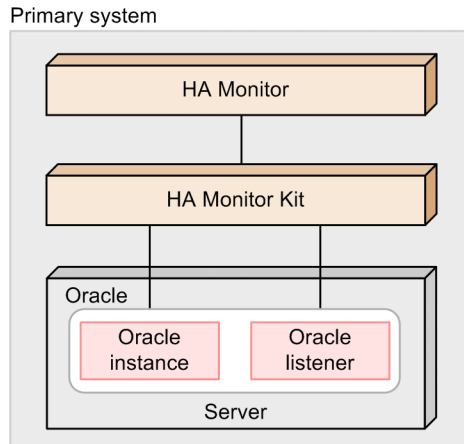 Primary system
HA Monitor
HA Monitor Kit
Oracle
Oracle
instance
Oracle
listener
Server